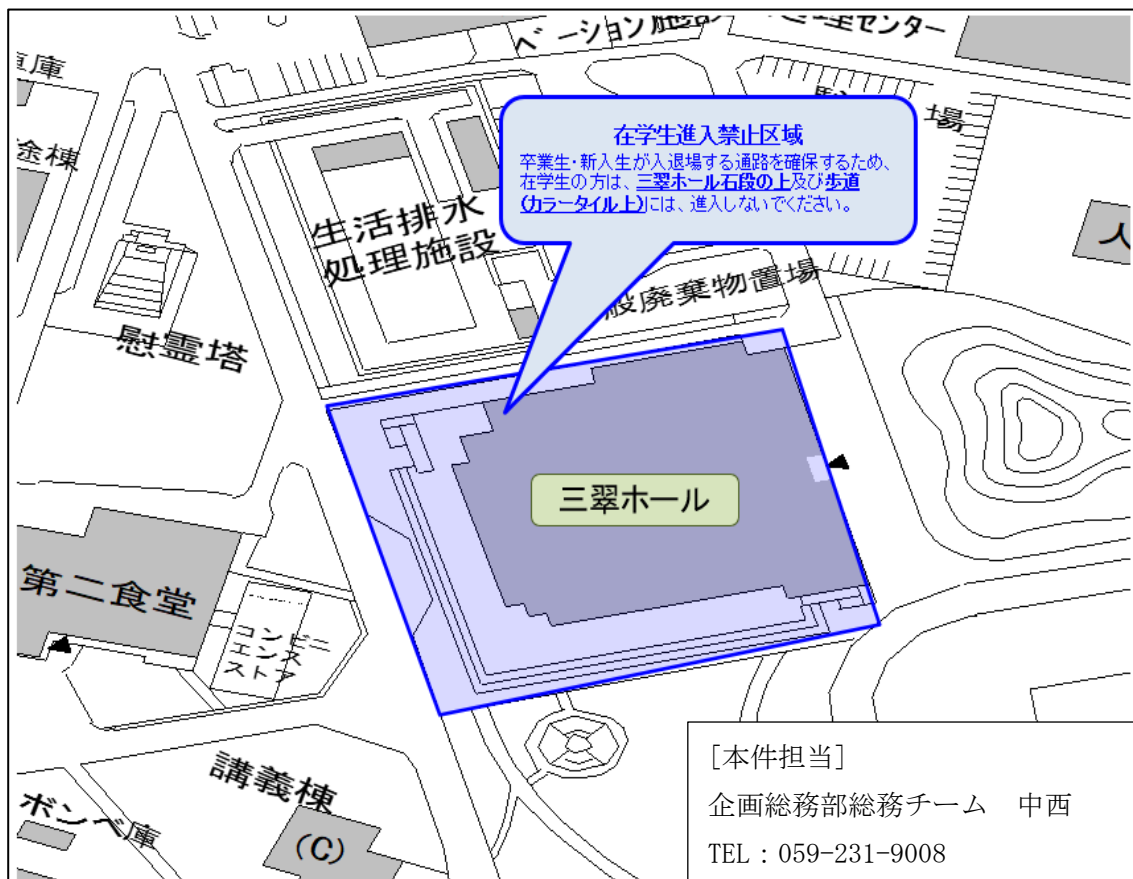 ベーション施設
理センター
車庫
場
在学生進入禁止区域
卒業生・新入生が入退場する通路を確保するため、
在学生の方は、三翠ホール石段の上及び歩道
(カラータイル上)には、進入しないでください。
途棟
生活排水
処理施設
人
般廃棄物置場
慰霊塔
三翠ホール
第二食堂
コンビニ
エンス
ストア
講義棟
(C)
ボンベ庫
[本件担当]
企画総務部総務チーム 中西
TEL：059-231-9008